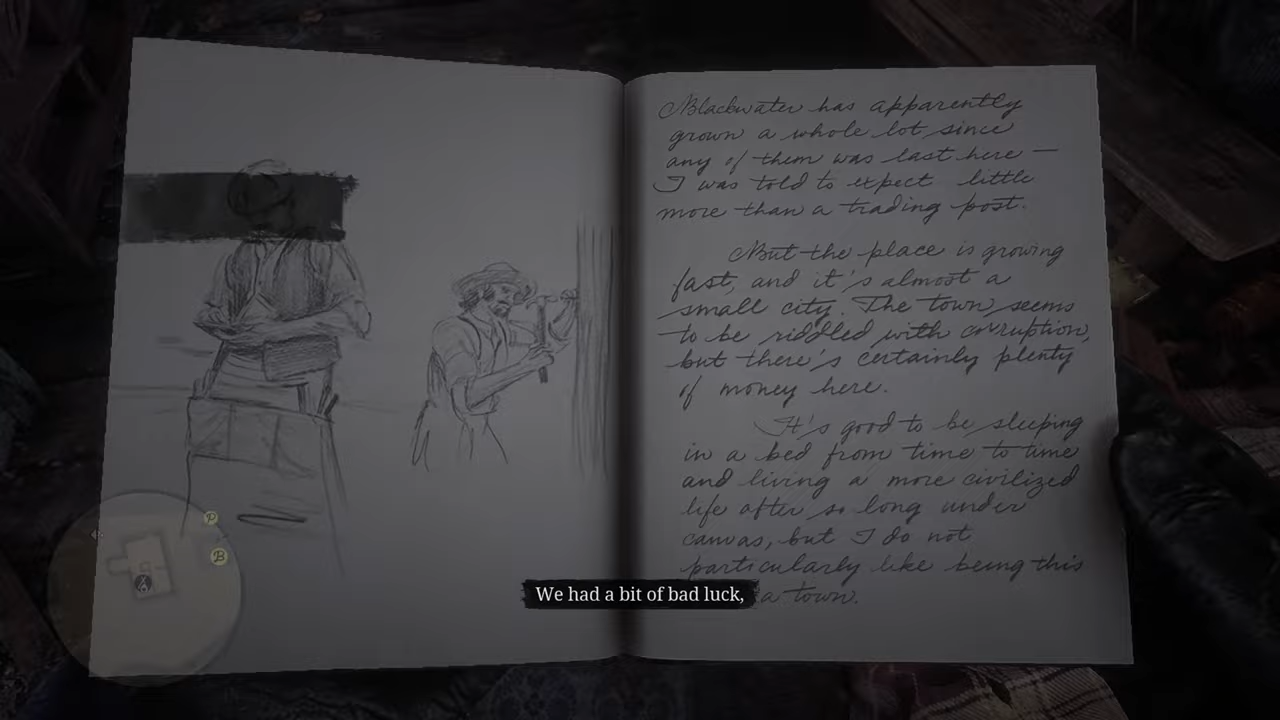 Blackwater has apparently
grown a whole lot since
any of them was last here —
I was told to expect little
more than a trading post.
But the place is growing
fast, and it's almost a
small city. The town seems
to be riddled with corruption,
but there's certainly plenty
of money here.
It's good to be sleeping
in a bed from time to time
and living a more civilized
life after so long under
canvas, but I do not
particularly like being this
a town.
We had a bit of bad luck,
P
B